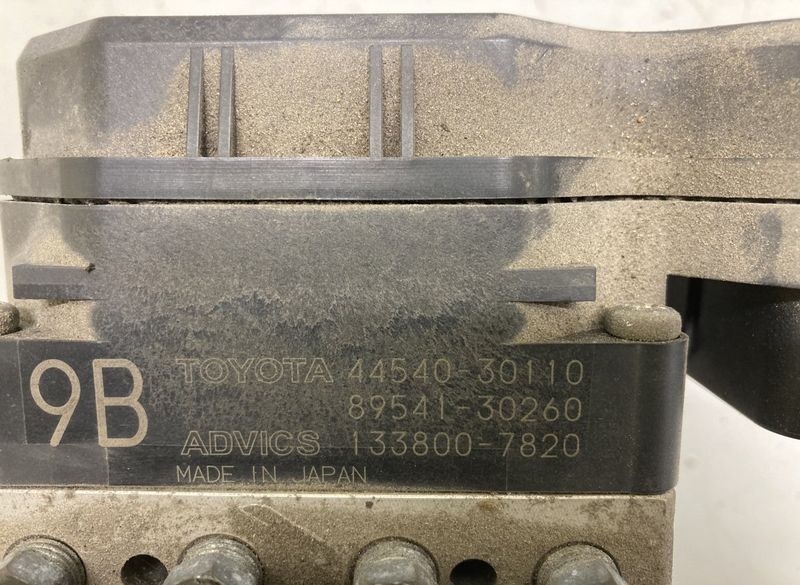 9B
TOYOTA 44540-30110
89541-30260
ADVICS 133800-7820
MADE IN JAPAN